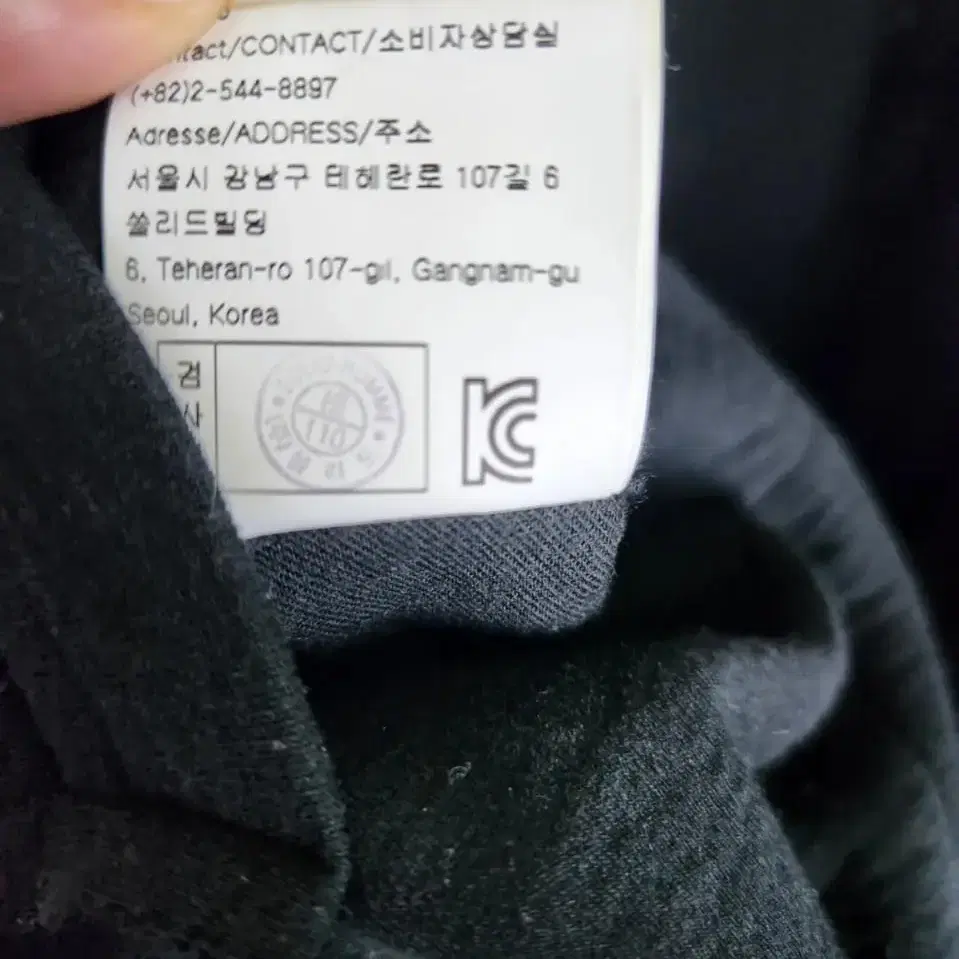 ntact/CONTACT/소비자상담실
(+82)2-544-8897
Adresse/ADDRESS/주소
서울시 강남구 테헤란로 107길 6
쏠리드빌딩
6, Teheran-ro 107-gil, Gangnam-gu
Seoul, Korea
검
사
110
KC